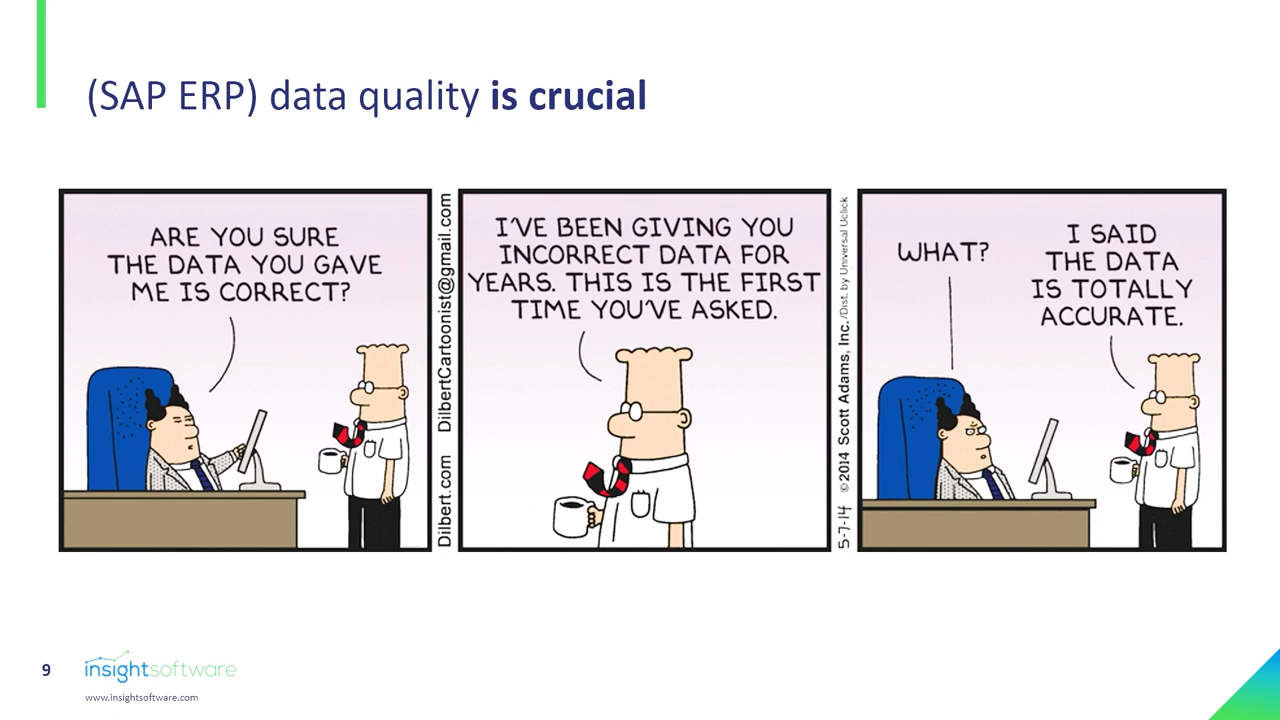 (SAP ERP) data quality is crucial
ARE YOU SURE
THE DATA YOU GAVE
ME IS CORRECT?
DilbertCartoonist@gmail.com
Dilbert.com
I'VE BEEN GIVING YOU
INCORRECT DATA FOR
YEARS. THIS IS THE FIRST
TIME YOU'VE ASKED.
5-7-14 ©2014 Scott Adams, Inc. /Dist. by Universal Uclick
WHAT?
I SAID
THE DATA
IS TOTALLY
ACCURATE.
9
insightsoftware
www.insightsoftware.com